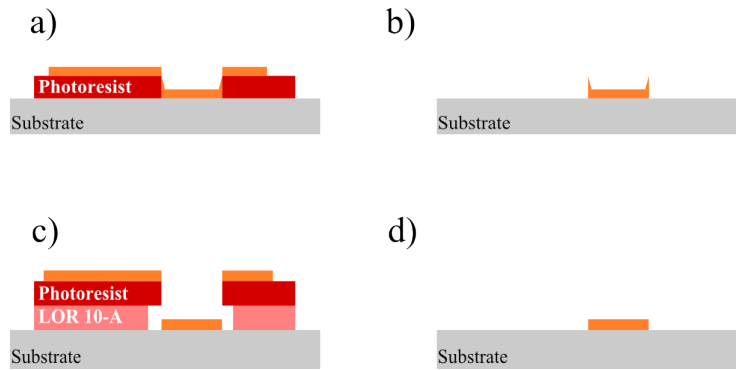 a)
b)
Photoresist
Substrate
Substrate
c)
d)
Photoresist
LOR 10-A
Substrate
Substrate